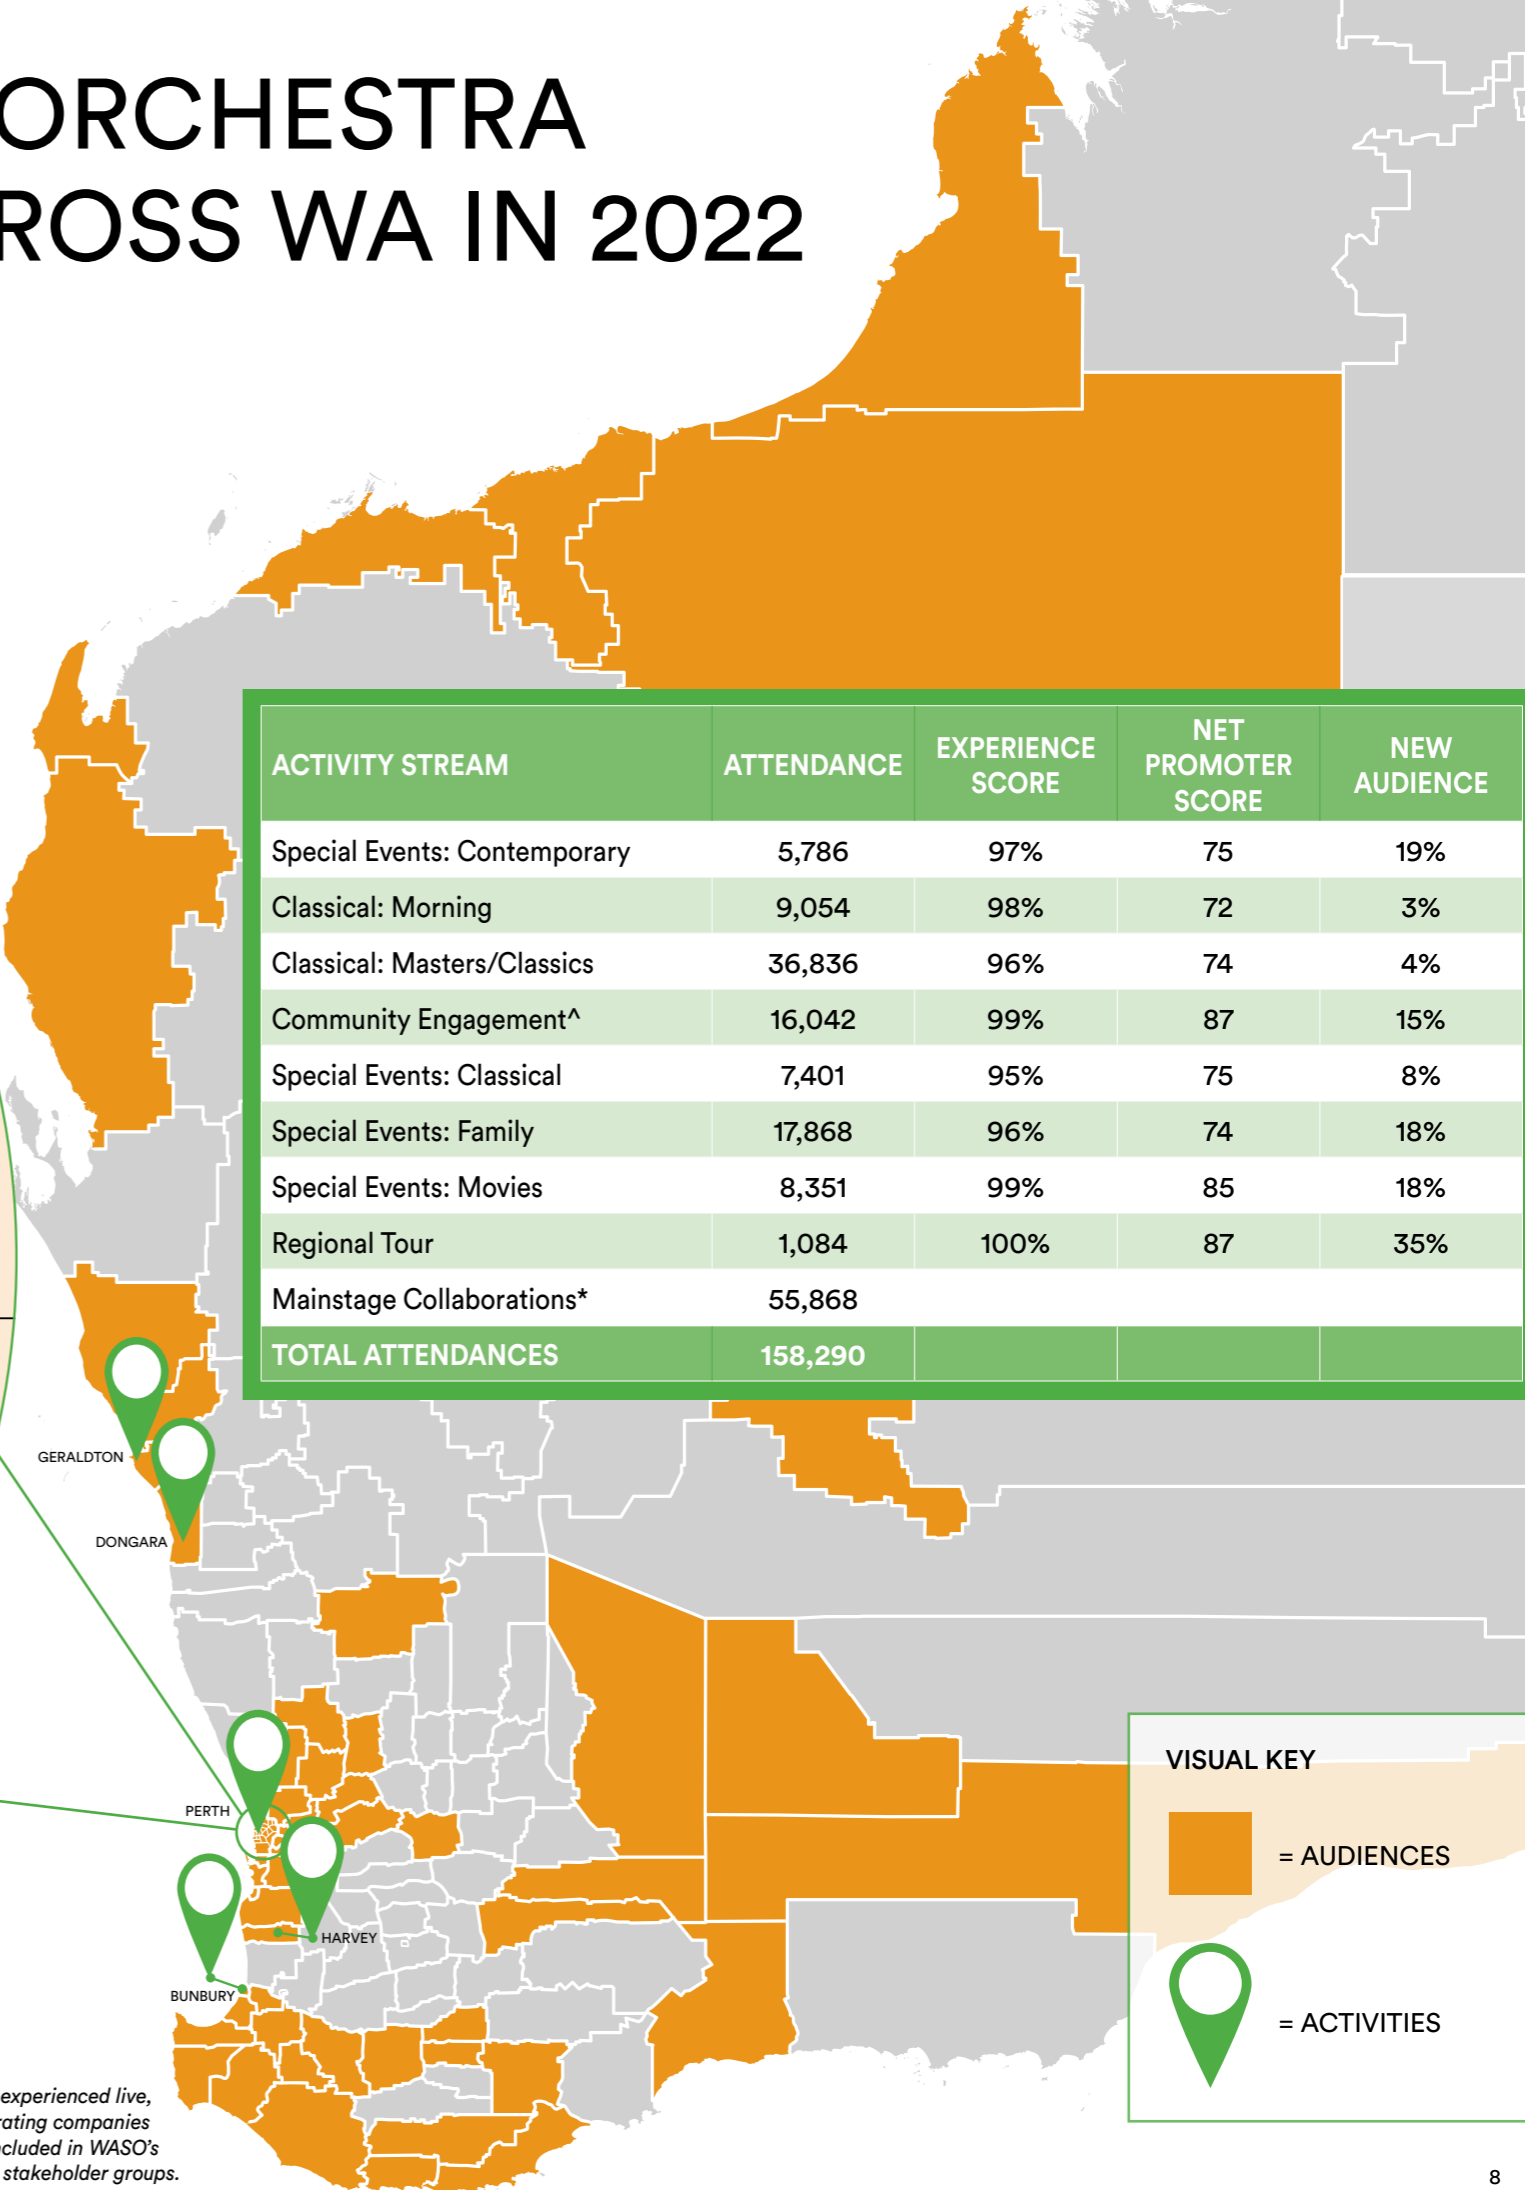 ORCHESTRA
ROSS WA IN 2022
ACTIVITY STREAM ATTENDANCE EXPERIENCE SCORE NET PROMOTER SCORE NEW AUDIENCE
Special Events: Contemporary 5,786 97% 75 19%
Classical: Morning 9,054 98% 72 3%
Classical: Masters/Classics 36,836 96% 74 4%
Community Engagement^ 16,042 99% 87 15%
Special Events: Classical 7,401 95% 75 8%
Special Events: Family 17,868 96% 74 18%
Special Events: Movies 8,351 99% 85 18%
Regional Tour 1,084 100% 87 35%
Mainstage Collaborations* 55,868
TOTAL ATTENDANCES 158,290
GERALDTON
DONGARA
PERTH
HARVEY
BUNBURY
VISUAL KEY
= AUDIENCES
= ACTIVITIES
experienced live,
rating companies
ncluded in WASO's
stakeholder groups.
8